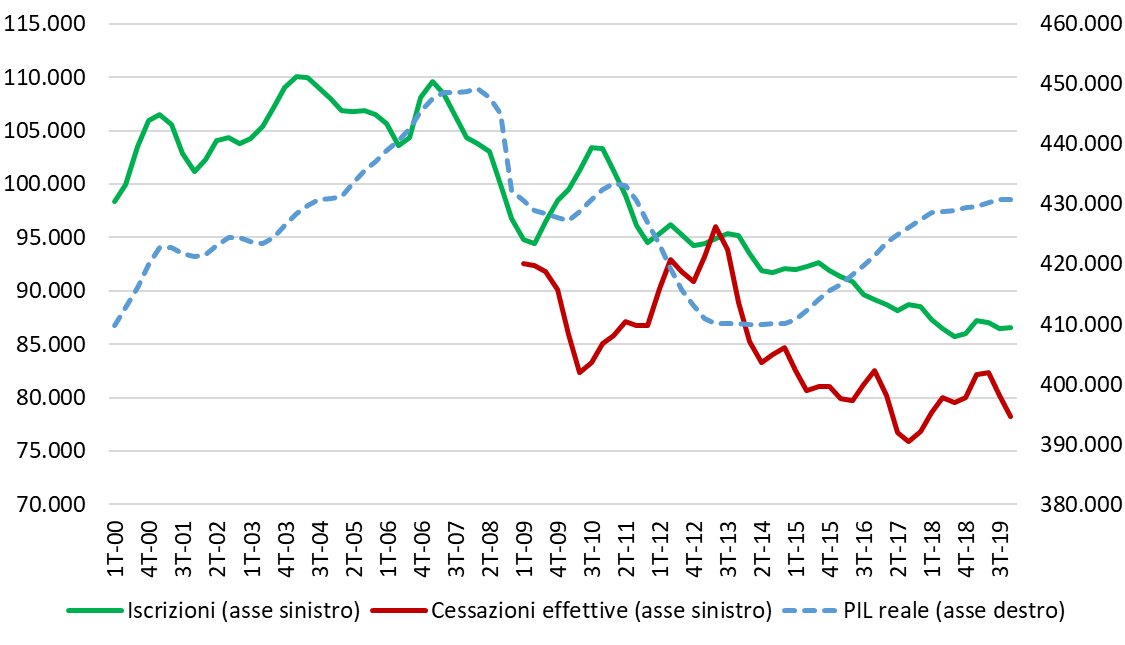 115.000
110.000
105.000
100.000
95.000
90.000
85.000
80.000
75.000
70.000
460.000
450.000
440.000
430.000
420.000
410.000
400.000
390.000
380.000
1T-00
4T-00
3T-01
2T-02
1T-03
4T-03
3T-04
2T-05
1T-06
4T-06
3T-07
2T-08
1T-09
4T-09
3T-10
2T-11
1T-12
4T-12
3T-13
2T-14
1T-15
4T-15
3T-16
2T-17
1T-18
4T-18
3T-19
Iscrizioni (asse sinistro) Cessazioni effettive (asse sinistro) PIL reale (asse destro)